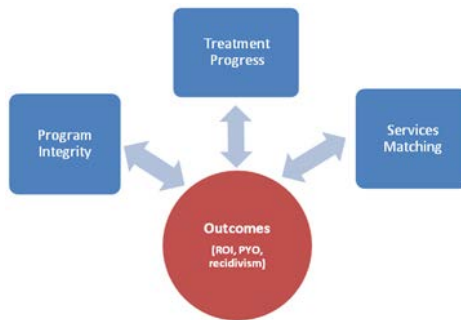 Treatment
Progress
Program
Integrity
Services
Matching
Outcomes
(ROI, PYO,
recidivism)